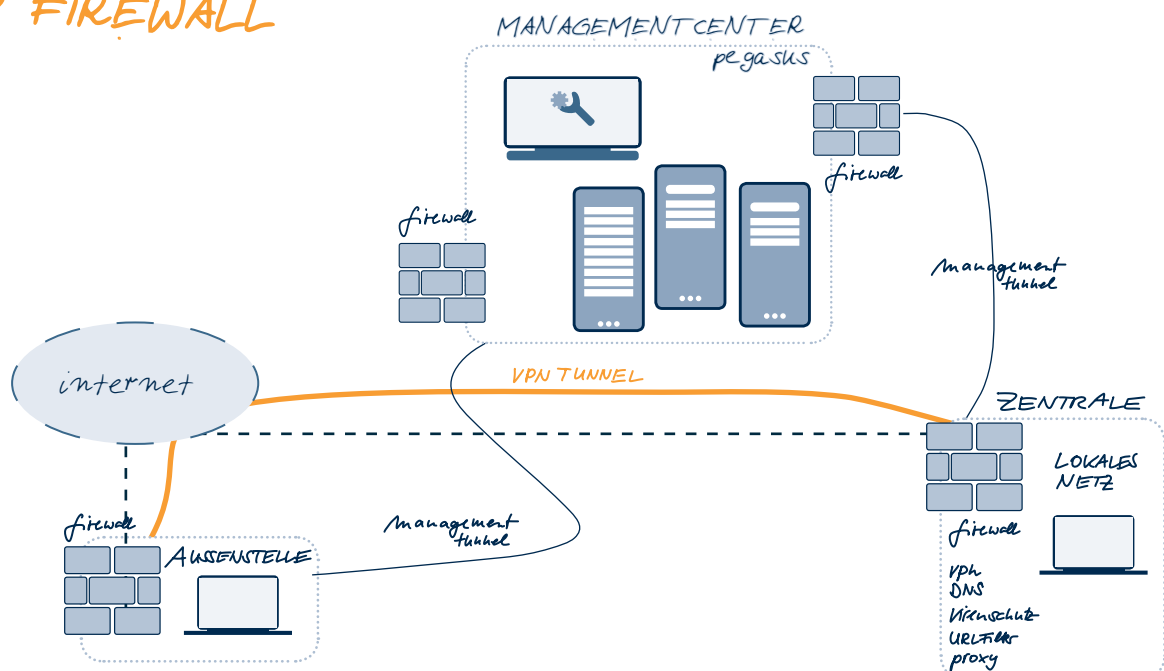 FIREWALL
MANAGEMENTCENTER
pegasus
firewall
firewall
management
tunnel
internet
VPN TUNNEL
ZENTRALE
LOKALES
NETZ
firewall
management
tunnel
firewall
AUSSENSTELLE
vpn
DNS
Virenschutz
URLFilter
proxy